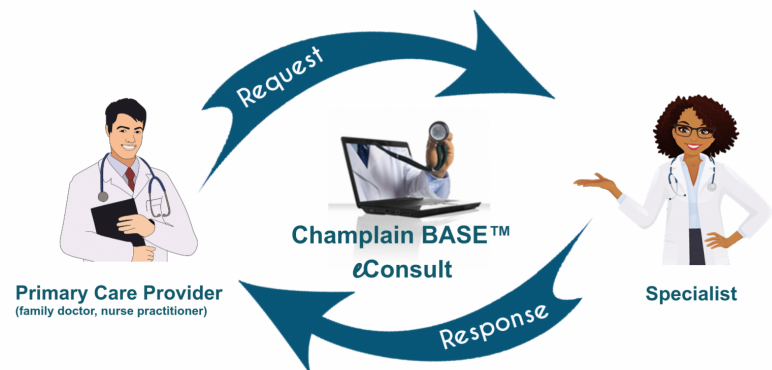 Request
Champlain BASE™
eConsult
Primary Care Provider
(family doctor, nurse practitioner)
Specialist
Response